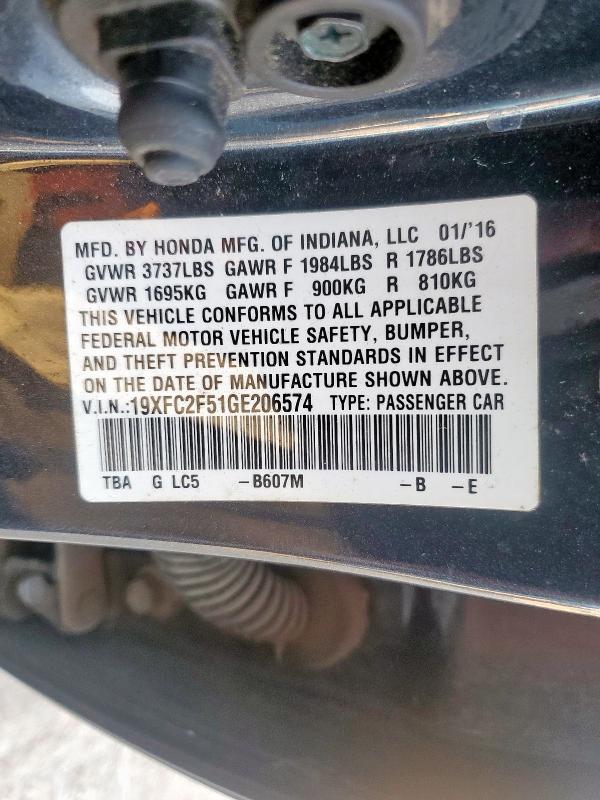 MFD. BY HONDA MFG. OF INDIANA, LLC 01/'16
GVWR 3737LBS GAWR F 1984LBS R 1786LBS
GVWR 1695KG GAWR F 900KG R 810KG
THIS VEHICLE CONFORMS TO ALL APPLICABLE
FEDERAL MOTOR VEHICLE SAFETY, BUMPER,
AND THEFT PREVENTION STANDARDS IN EFFECT
ON THE DATE OF MANUFACTURE SHOWN ABOVE.
V.I.N.:19XFC2F51GE206574 TYPE: PASSENGER CAR
TBA G LC5 -B607M -B -E